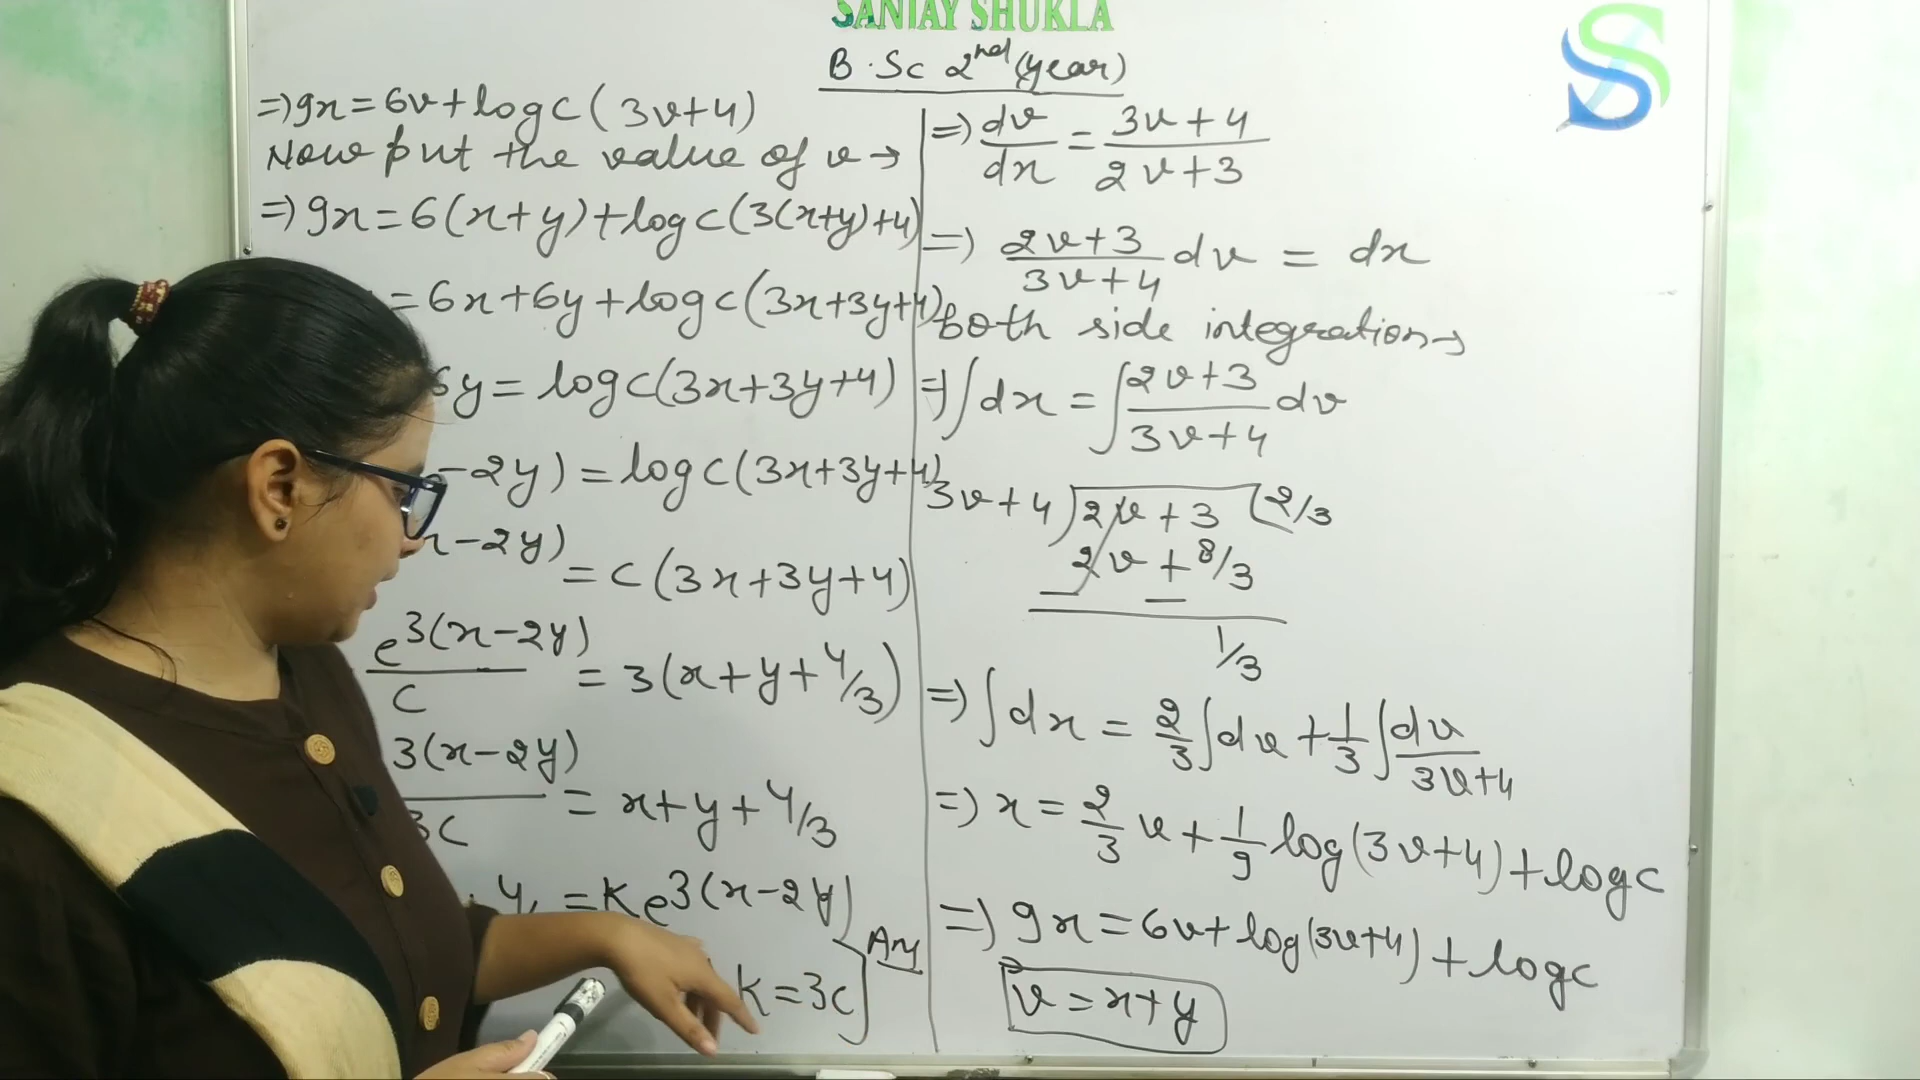 SANJAY SHUKLA
B.Sc 2nd (year)
=> 9x = 6v + log c (3v+4)
Now put the value of v →
=> 9x = 6(x+y) + log c (3(x+y)+4)
= 6x+6y + log c (3x+3y+4)
6y = log c (3x+3y+4)
-2y) = log c (3x+3y+4)
x-2y) = c (3x+3y+4)
e^3(x-2y) / c = 3(x+y+4/3)
3(x-2y) / 3c = x+y+4/3
4/ = K e^3(x-2y)
K = 3c } Ans
=> dv/dx = (3v+4)/(2v+3)
=> (2v+3)/(3v+4) dv = dx
both side integration →
=> ∫dx = ∫(2v+3)/(3v+4) dv
3v+4 ) 2v+3 ( 2/3
2v + 8/3
— —
1/3
=> ∫dx = 2/3 ∫dv + 1/3 ∫dv/(3v+4)
=> x = 2/3 v + 1/9 log(3v+4) + log c
=> 9x = 6v + log(3v+4) + log c
v = x+y